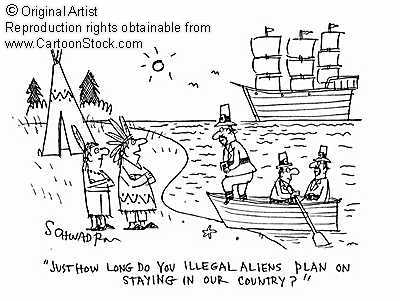 © Original Artist
Reproduction rights obtainable from
www.CartoonStock.com
SCHWADRON
"JUST HOW LONG DO YOU ILLEGAL ALIENS PLAN ON
STAYING IN OUR COUNTRY?"